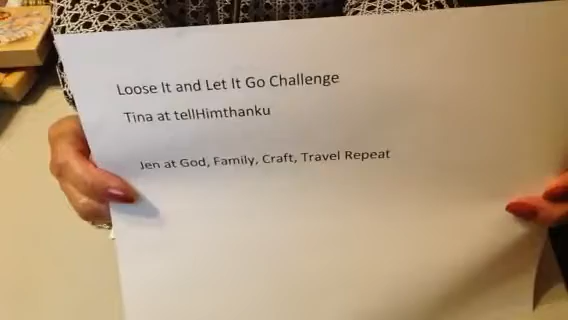 Loose It and Let It Go Challenge
Tina at tellHimthanku
Jen at God, Family, Craft, Travel Repeat